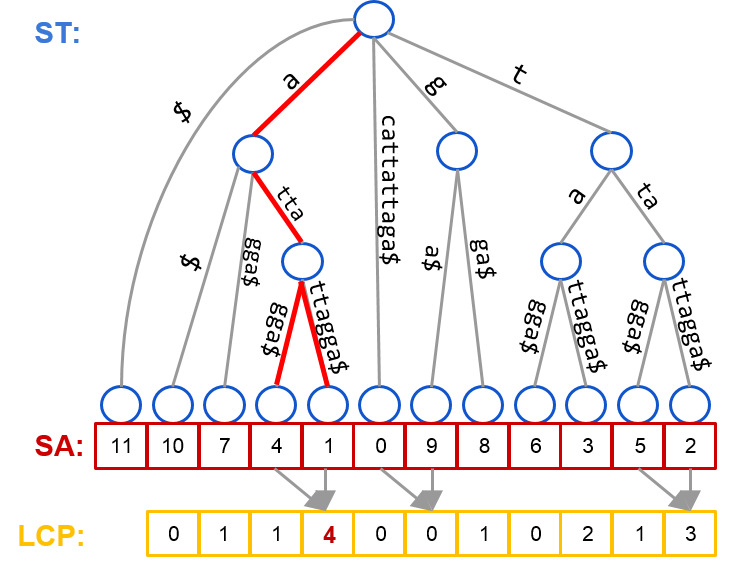 ST:
$
a
g
t
tta
cattattaga$
a
ta
$
gga$
a$
ga$
gga$
ttagga$
gga$
ttagga$
gga$
ttagga$
SA: 11 10 7 4 1 0 9 8 6 3 5 2
LCP: 0 1 1 4 0 0 1 0 2 1 3